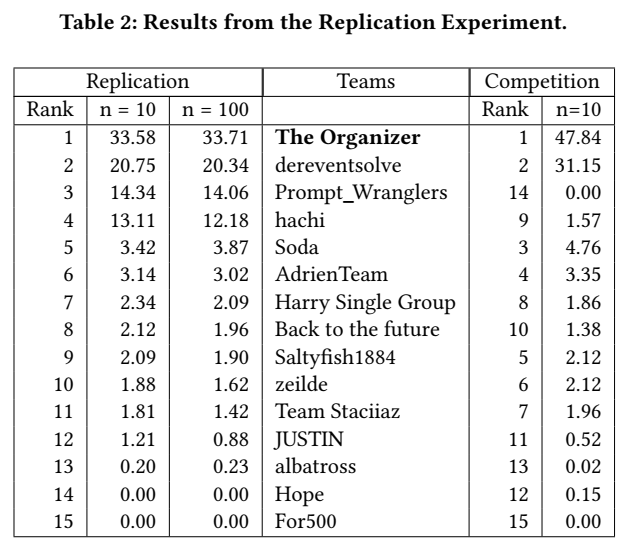 Table 2: Results from the Replication Experiment.
Replication Teams Competition
Rank n = 10 n = 100 Rank n=10
1 33.58 33.71 The Organizer 1 47.84
2 20.75 20.34 dereventsolve 2 31.15
3 14.34 14.06 Prompt_Wranglers 14 0.00
4 13.11 12.18 hachi 9 1.57
5 3.42 3.87 Soda 3 4.76
6 3.14 3.02 AdrienTeam 4 3.35
7 2.34 2.09 Harry Single Group 8 1.86
8 2.12 1.96 Back to the future 10 1.38
9 2.09 1.90 Saltyfish1884 5 2.12
10 1.88 1.62 zeilde 6 2.12
11 1.81 1.42 Team Staciiaz 7 1.96
12 1.21 0.88 JUSTIN 11 0.52
13 0.20 0.23 albatross 13 0.02
14 0.00 0.00 Hope 12 0.15
15 0.00 0.00 For500 15 0.00